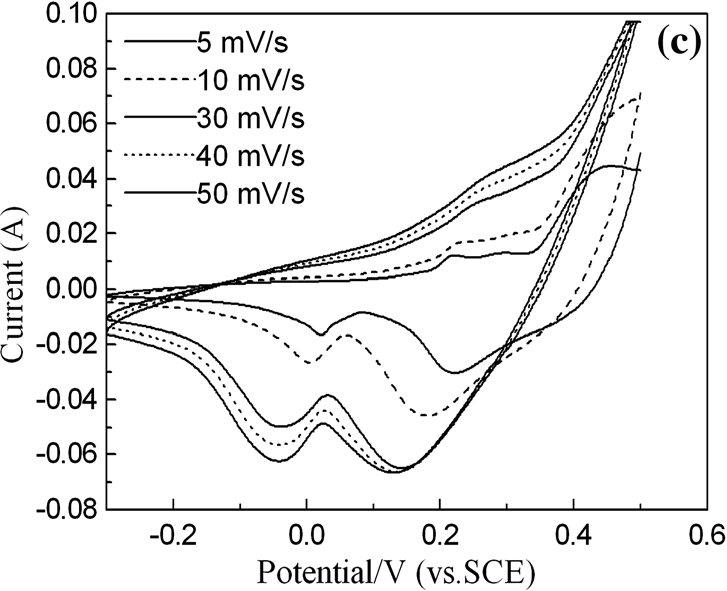 0.10
0.08
0.06
0.04
0.02
0.00
-0.02
-0.04
-0.06
-0.08
Current (A)
5 mV/s
10 mV/s
30 mV/s
40 mV/s
50 mV/s
(c)
-0.2
0.0
0.2
0.4
0.6
Potential/V (vs.SCE)